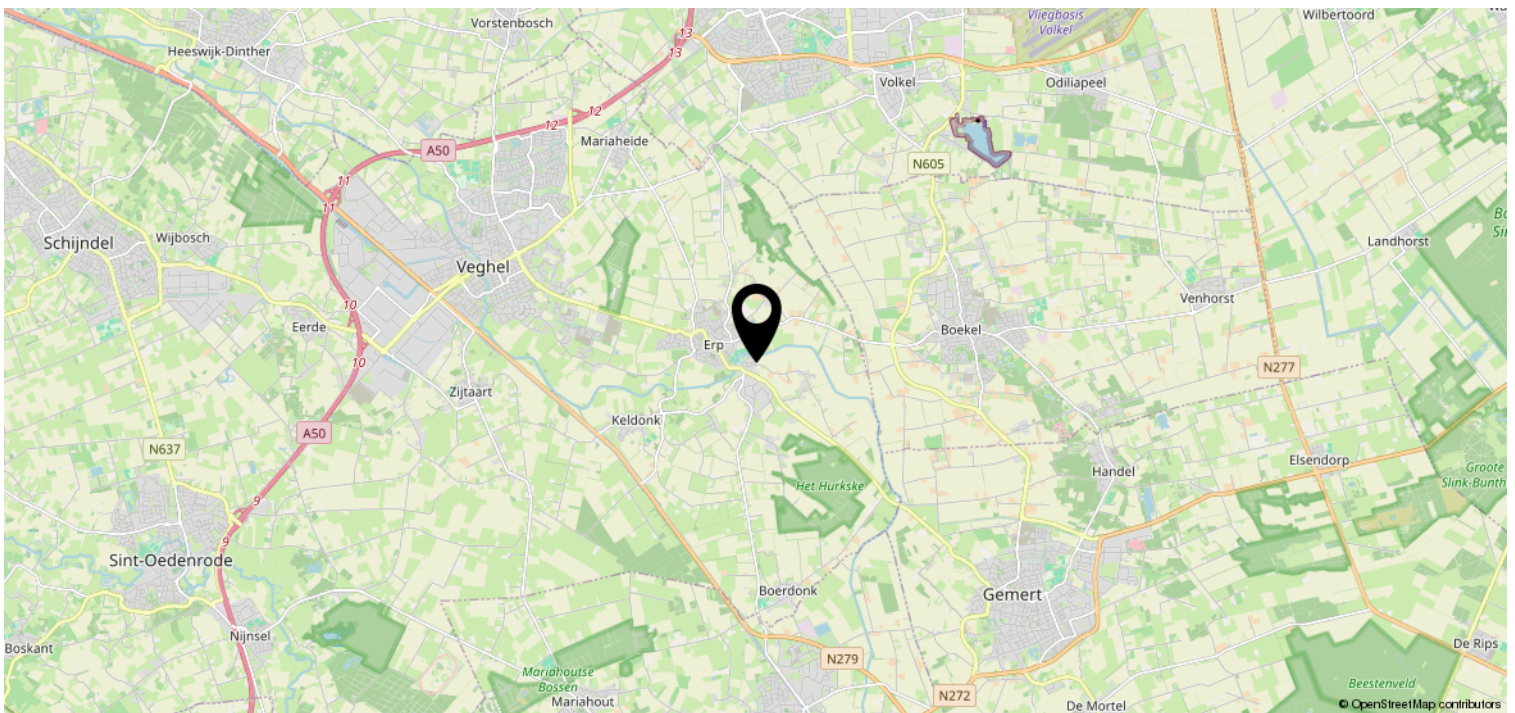 Vorstenbosch
Heeswijk-Dinther
13
13
Vliegbasis
Volkel
Wilbertoord
Volkel
Odiliapeel
12
12
Mariaheide
A50
N605
11
11
Schijndel
Wijbosch
Veghel
Landhorst
10
Eerde
Venhorst
Boekel
Erp
10
N277
Zijtaart
Keldonk
A50
N637
Handel
Elsendorp
Groote
Slink-Bunth
Het Hurkske
9
9
Sint-Oedenrode
Boerdonk
Gemert
Nijnsel
Boskant
De Rips
N279
Mariahoutse
Bossen
Mariahout
N272
De Mortel
Beestenveld
© OpenStreetMap contributors